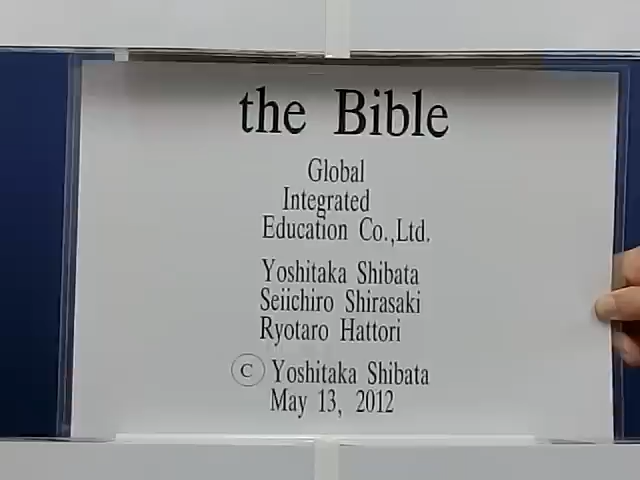 the Bible
Global
Integrated
Education Co.,Ltd.
Yoshitaka Shibata
Seiichiro Shirasaki
Ryotaro Hattori
Ⓒ Yoshitaka Shibata
May 13, 2012